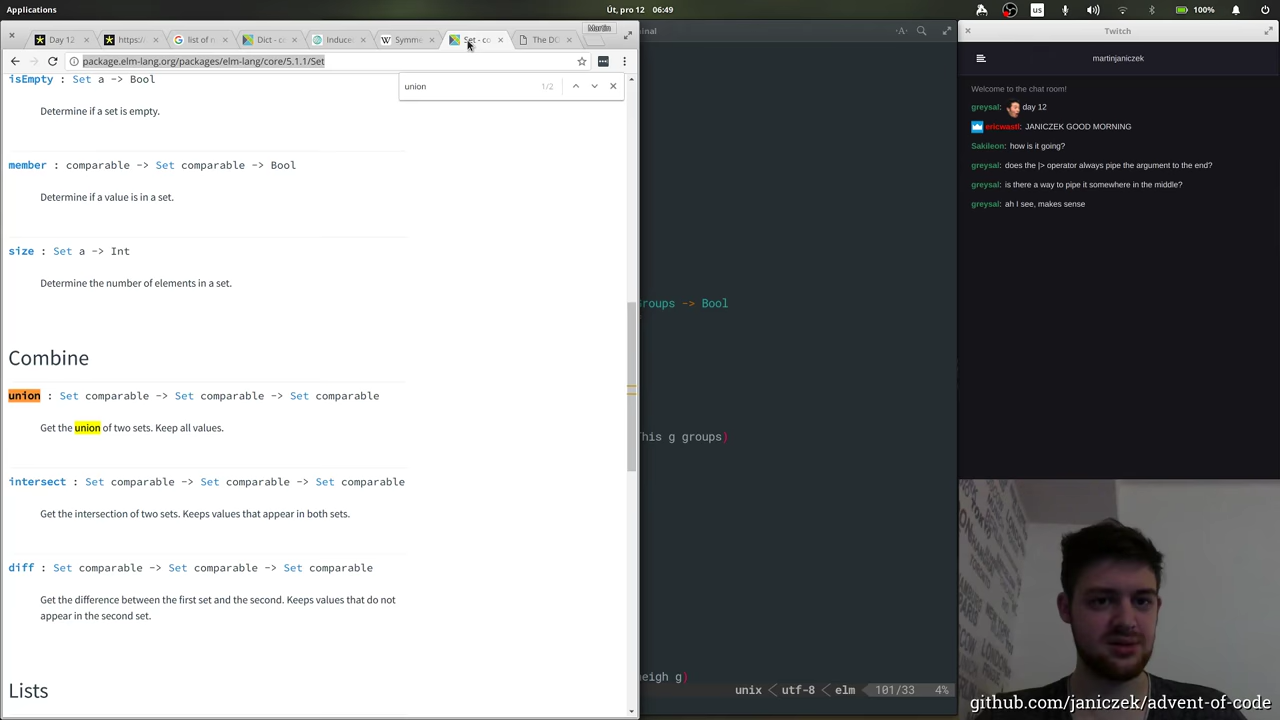 Applications
Út, pro 12 06:49
us
100%
Day 12
https:/
list of n
Dict - co
Induce
Symme
Set - co
The DO
Martin
package.elm-lang.org/packages/elm-lang/core/5.1.1/Set
union 1/2
isEmpty : Set a -> Bool
Determine if a set is empty.
member : comparable -> Set comparable -> Bool
Determine if a value is in a set.
size : Set a -> Int
Determine the number of elements in a set.
Combine
union : Set comparable -> Set comparable -> Set comparable
Get the union of two sets. Keep all values.
intersect : Set comparable -> Set comparable -> Set comparable
Get the intersection of two sets. Keeps values that appear in both sets.
diff : Set comparable -> Set comparable -> Set comparable
Get the difference between the first set and the second. Keeps values that do not
appear in the second set.
Lists
minal
-A-
roups -> Bool
his g groups)
eigh g)
unix < utf-8 < elm 101/33 4%
Twitch
martinjaniczek
Welcome to the chat room!
greysal: day 12
ericwastl: JANICZEK GOOD MORNING
Sakileon: how is it going?
greysal: does the |> operator always pipe the argument to the end?
greysal: is there a way to pipe it somewhere in the middle?
greysal: ah I see, makes sense
github.com/janiczek/advent-of-code